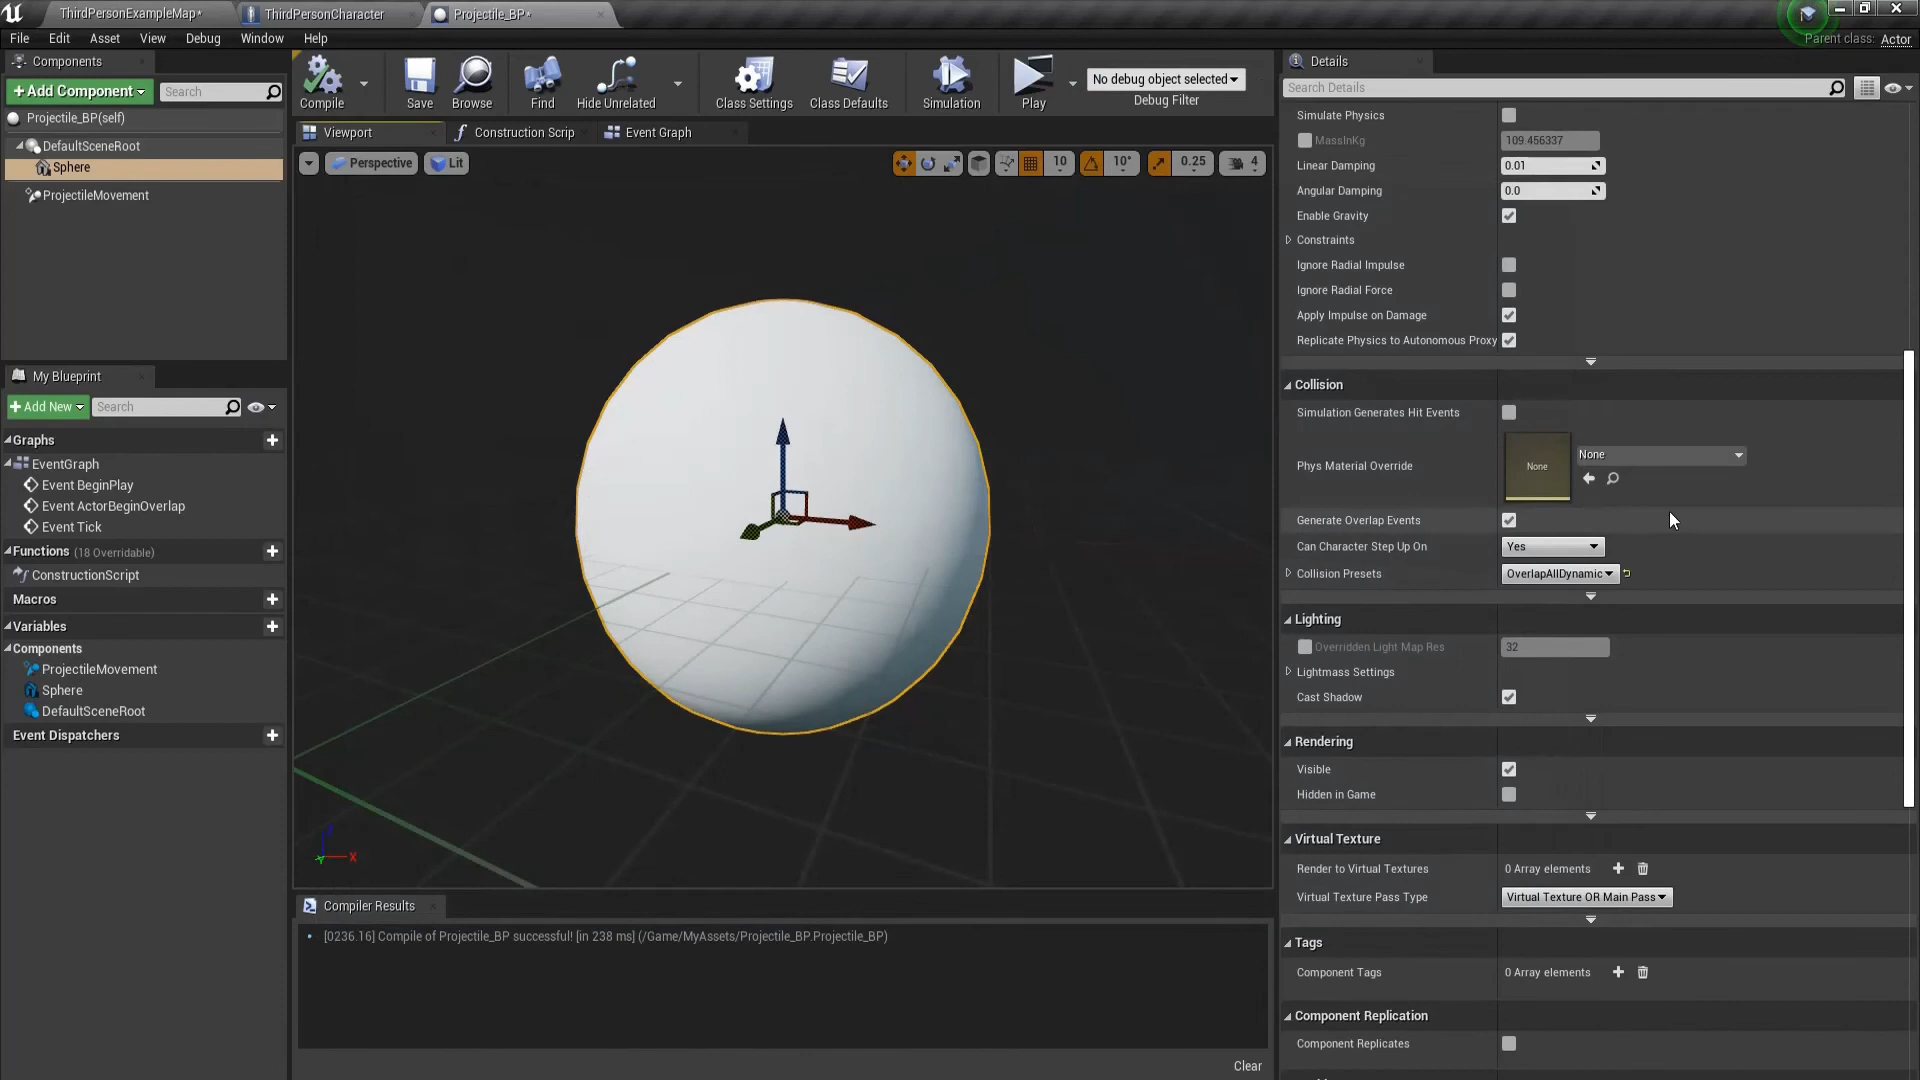 ThirdPersonExampleMap*
ThirdPersonCharacter
Projectile_BP*
File Edit Asset View Debug Window Help
Parent class: Actor
Components
+Add Component
Search
Projectile_BP(self)
DefaultSceneRoot
Sphere
ProjectileMovement
Compile
Save
Browse
Find
Hide Unrelated
Class Settings
Class Defaults
Simulation
Play
No debug object selected
Debug Filter
Viewport
Construction Scrip
Event Graph
Perspective
Lit
10
10°
0.25
4
Z
Y
X
My Blueprint
+Add New
Search
Graphs
EventGraph
Event BeginPlay
Event ActorBeginOverlap
Event Tick
Functions (18 Overridable)
ConstructionScript
Macros
Variables
Components
ProjectileMovement
Sphere
DefaultSceneRoot
Event Dispatchers
Compiler Results
[0236.16] Compile of Projectile_BP successful! [in 238 ms] (/Game/MyAssets/Projectile_BP.Projectile_BP)
Clear
Details
Search Details
Simulate Physics
MassInKg 109.456337
Linear Damping 0.01
Angular Damping 0.0
Enable Gravity
Constraints
Ignore Radial Impulse
Ignore Radial Force
Apply Impulse on Damage
Replicate Physics to Autonomous Proxy
Collision
Simulation Generates Hit Events
Phys Material Override None None
Generate Overlap Events
Can Character Step Up On Yes
Collision Presets OverlapAllDynamic
Lighting
Overridden Light Map Res 32
Lightmass Settings
Cast Shadow
Rendering
Visible
Hidden in Game
Virtual Texture
Render to Virtual Textures 0 Array elements
Virtual Texture Pass Type Virtual Texture OR Main Pass
Tags
Component Tags 0 Array elements
Component Replication
Component Replicates